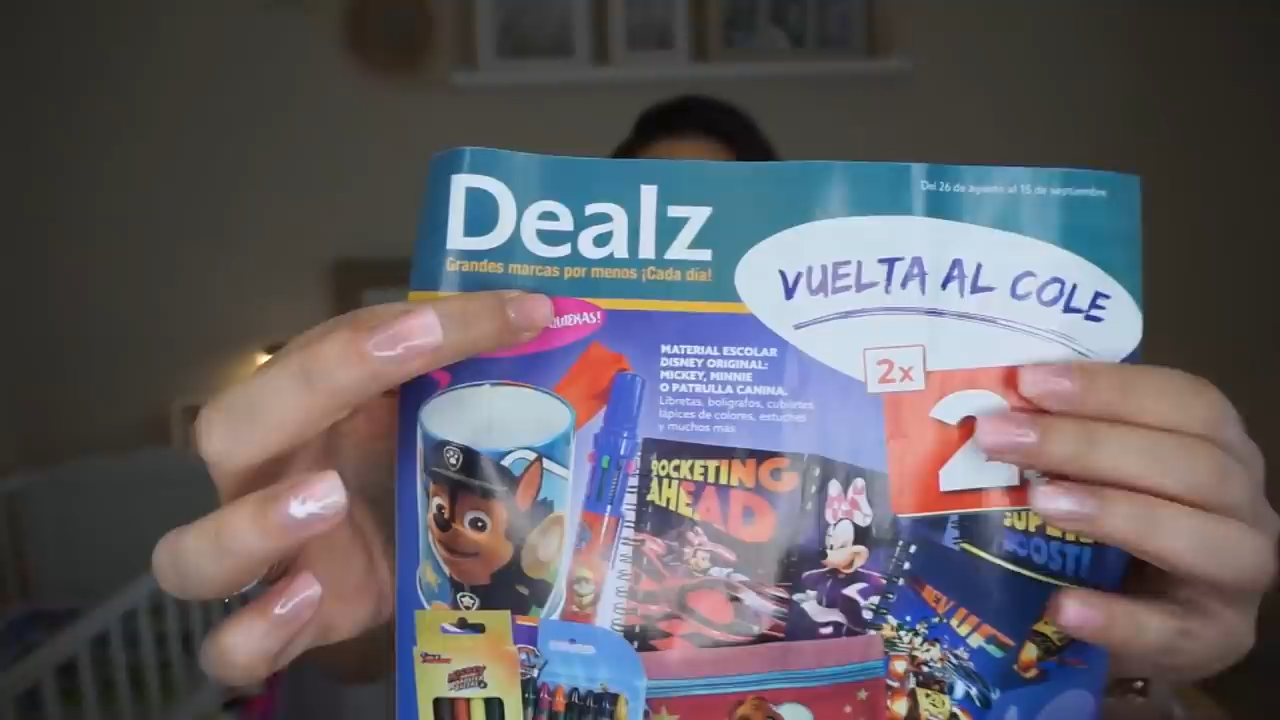 Del 26 de agosto al 15 de septiembre
Dealz
Grandes marcas por menos ¡Cada día!
VUELTA AL COLE
2x
2
MATERIAL ESCOLAR
DISNEY ORIGINAL:
MICKEY, MINNIE
O PATRULLA CANINA.
Libretas, bolígrafos, cubiletes
lápices de colores, estuches
y muchos más
ROCKETING
AHEAD